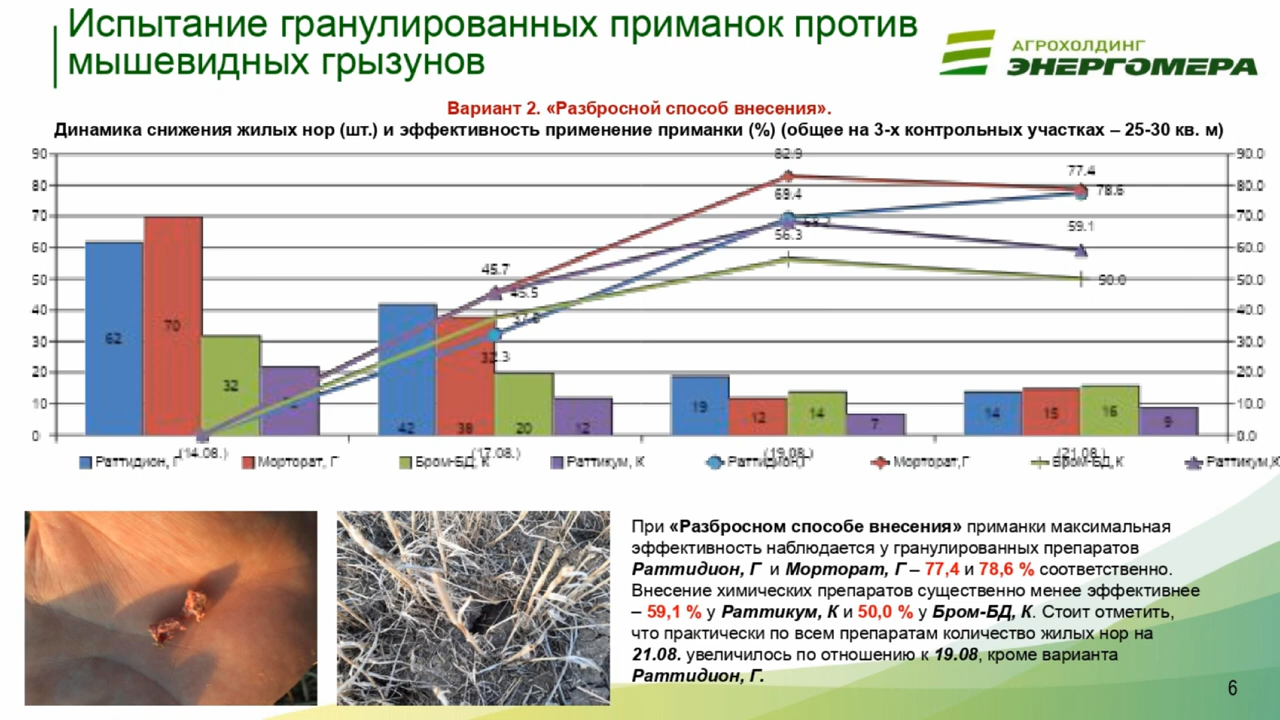 Испытание гранулированных приманок против
мышевидных грызунов
АГРОХОЛДИНГ
ЭНЕРГОМЕРА
Вариант 2. «Разбросной способ внесения».
Динамика снижения жилых нор (шт.) и эффективность применение приманки (%) (общее на 3-х контрольных участках – 25-30 кв. м)
90
80
70
60
50
40
30
20
10
0
90.0
80.0
70.0
60.0
50.0
40.0
30.0
20.0
10.0
0.0
62
70
32
42
38
20
12
19
12
14
7
14
15
16
9
45.7
45.5
37.5
32.3
82.9
69.4
56.3
77.4
78.6
59.1
50.0
(14.08.)
(17.08.)
(19.08.)
(21.08.)
Раттидион, Г
Морторат, Г
Бром-БД, К
Раттикум, К
Раттидион,Г
Морторат,Г
Бром-БД,К
Раттикум,К
При «Разбросном способе внесения» приманки максимальная
эффективность наблюдается у гранулированных препаратов
Раттидион, Г и Морторат, Г – 77,4 и 78,6 % соответственно.
Внесение химических препаратов существенно менее эффективнее
– 59,1 % у Раттикум, К и 50,0 % у Бром-БД, К. Стоит отметить,
что практически по всем препаратам количество жилых нор на
21.08. увеличилось по отношению к 19.08, кроме варианта
Раттидион, Г.
6